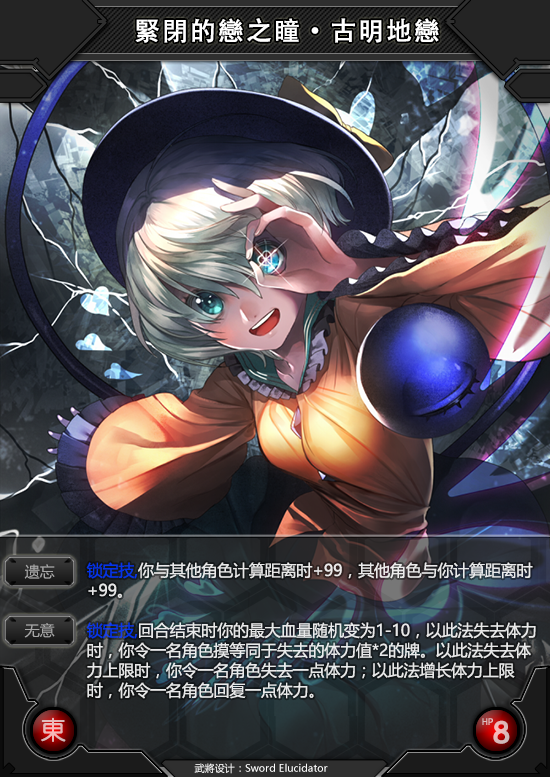 緊閉的戀之瞳·古明地戀
遗忘
锁定技,你与其他角色计算距离时+99，其他角色与你计算距离时
+99。
无意
锁定技,回合结束时你的最大血量随机变为1-10，以此法失去体力
时，你令一名角色摸等同于失去的体力值*2的牌。以此法失去体
力上限时，你令一名角色失去一点体力；以此法增长体力上限
时，你令一名角色回复一点体力。
東
HP 8
武將设计：Sword Elucidator